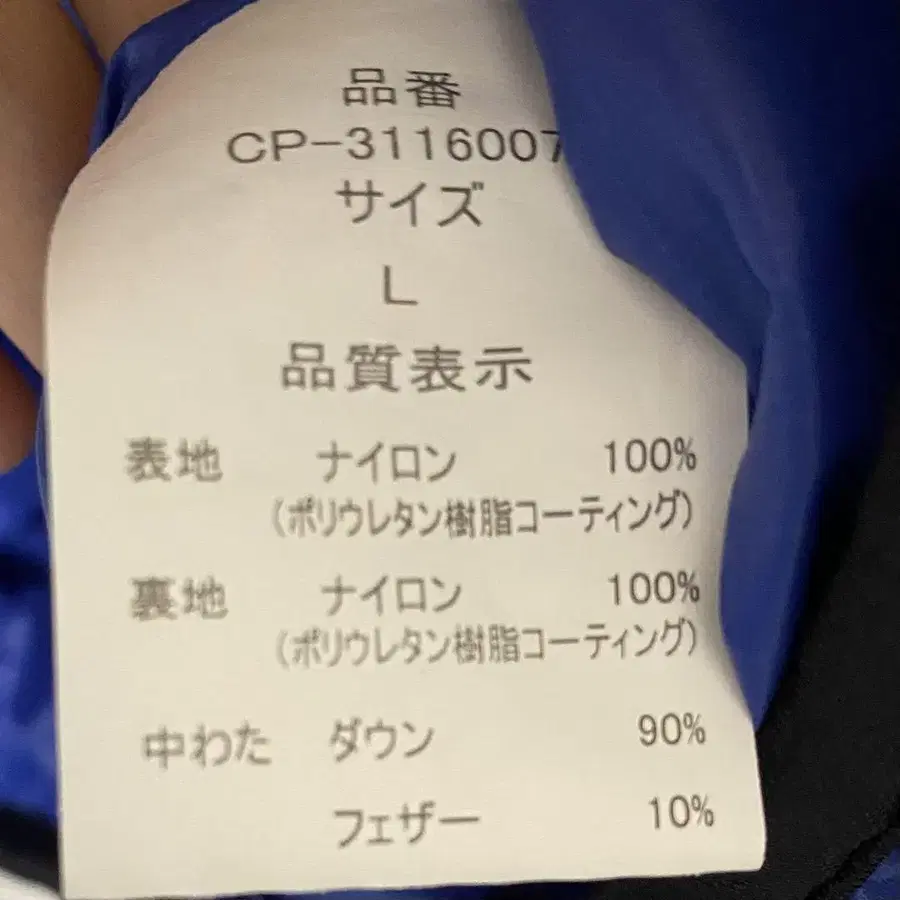 品番
CP-3116007
サイズ
L
品質表示
表地 ナイロン 100%
(ポリウレタン樹脂コーティング)
裏地 ナイロン 100%
(ポリウレタン樹脂コーティング)
中わた ダウン 90%
フェザー 10%